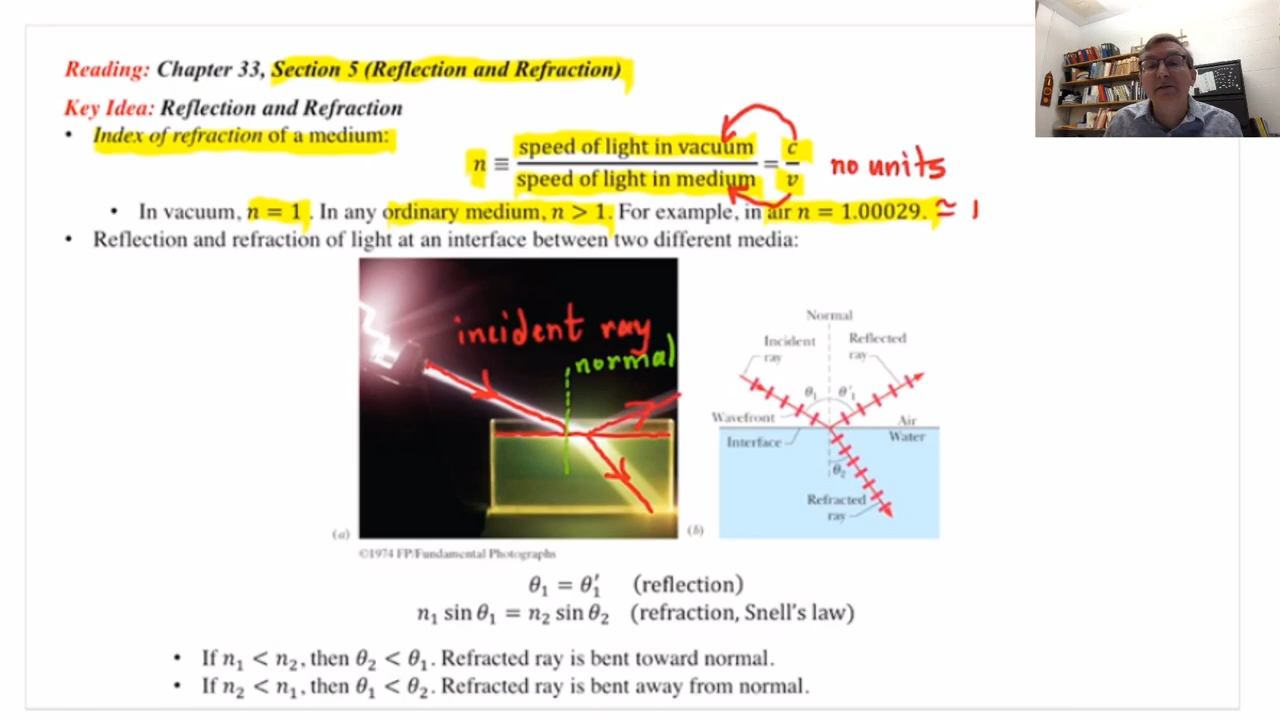 Reading: Chapter 33, Section 5 (Reflection and Refraction)
Key Idea: Reflection and Refraction
• Index of refraction of a medium:
n ≡ speed of light in vacuum / speed of light in medium = c / v no units
• In vacuum, n = 1. In any ordinary medium, n > 1. For example, in air n = 1.00029. ≅ 1
• Reflection and refraction of light at an interface between two different media:
incident ray
normal
(a)
©1974 FP/Fundamental Photographs
Normal
Incident ray
Reflected ray
θ₁ θ′₁
Wavefront
Air
Interface
Water
θ₂
Refracted ray
(b)
θ₁ = θ₁′ (reflection)
n₁ sin θ₁ = n₂ sin θ₂ (refraction, Snell's law)
• If n₁ < n₂, then θ₂ < θ₁. Refracted ray is bent toward normal.
• If n₂ < n₁, then θ₁ < θ₂. Refracted ray is bent away from normal.